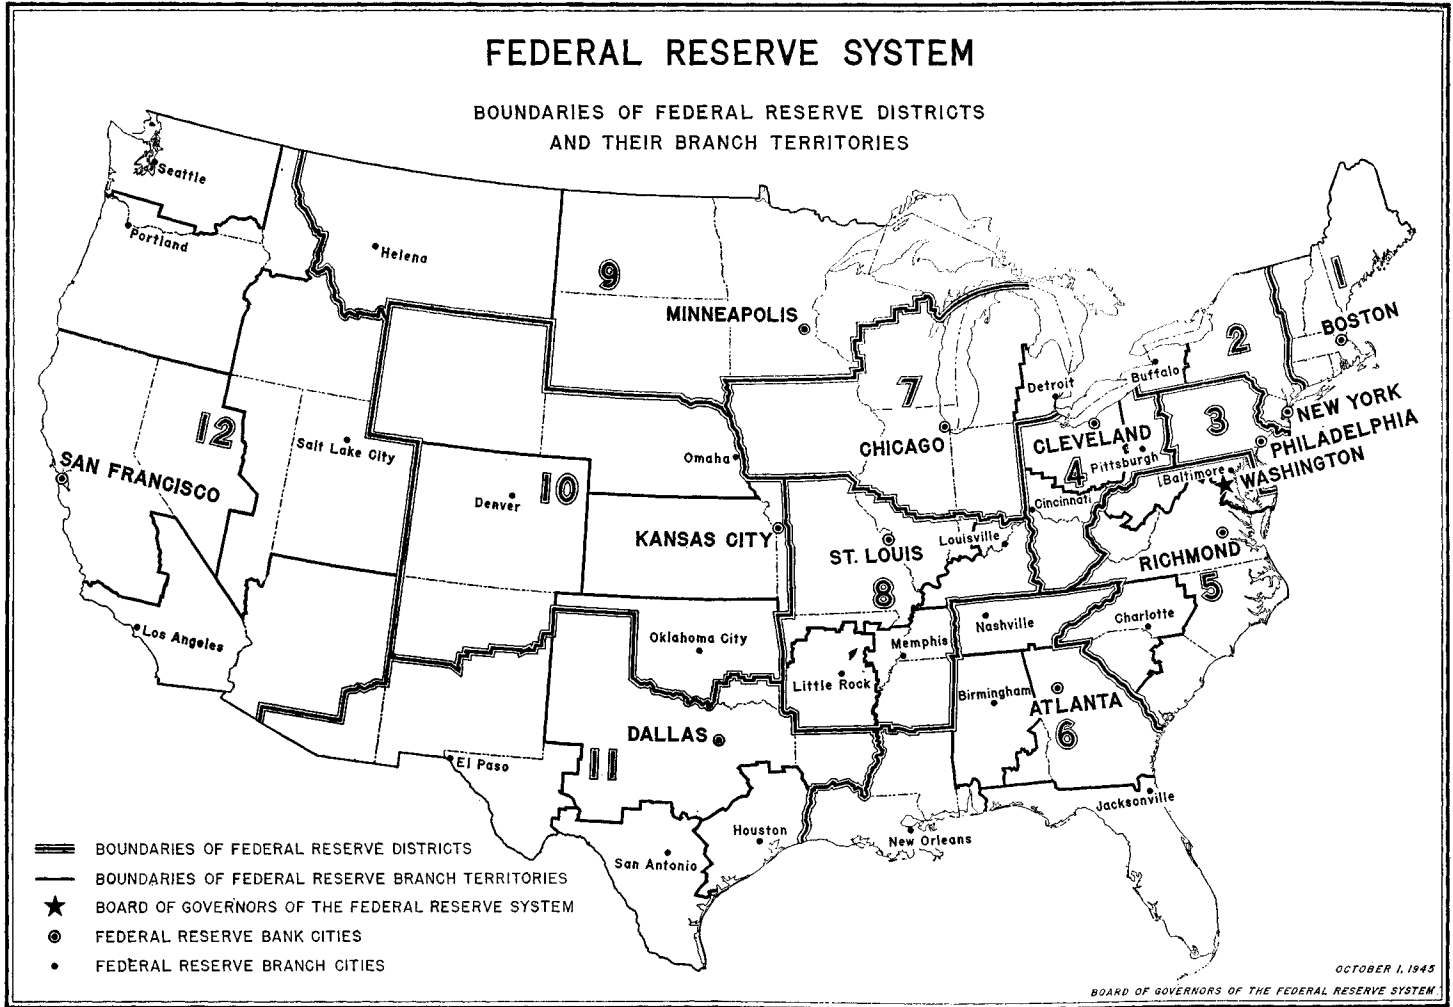 FEDERAL RESERVE SYSTEM
BOUNDARIES OF FEDERAL RESERVE DISTRICTS
AND THEIR BRANCH TERRITORIES
Seattle
Portland
Helena
9
MINNEAPOLIS
1
BOSTON
2
Buffalo
Detroit
7
CHICAGO
CLEVELAND
4
Pittsburgh
Cincinnati
3
NEW YORK
PHILADELPHIA
WASHINGTON
Baltimore
12
Salt Lake City
SAN FRANCISCO
Omaha
Denver
10
KANSAS CITY
ST. LOUIS
8
Louisville
RICHMOND
5
Los Angeles
Oklahoma City
Memphis
Nashville
Charlotte
Little Rock
Birmingham
ATLANTA
6
DALLAS
11
El Paso
Houston
San Antonio
New Orleans
Jacksonville
BOUNDARIES OF FEDERAL RESERVE DISTRICTS
BOUNDARIES OF FEDERAL RESERVE BRANCH TERRITORIES
BOARD OF GOVERNORS OF THE FEDERAL RESERVE SYSTEM
FEDERAL RESERVE BANK CITIES
FEDERAL RESERVE BRANCH CITIES
OCTOBER 1, 1945
BOARD OF GOVERNORS OF THE FEDERAL RESERVE SYSTEM